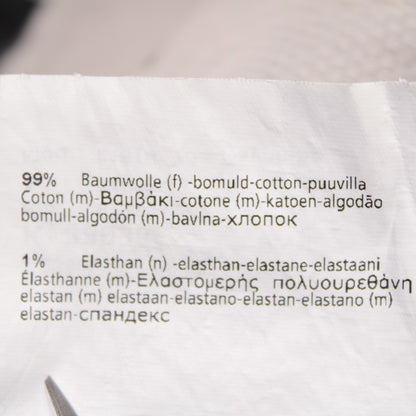 99% Baumwolle (f) -bomuld-cotton-puuvilla
Coton (m)-Βαμβάκι-cotone (m)-katoen-algodão
bomull-algodón (m)-bavlna-хлопок
1% Elasthan (n) -elasthan-elastane-elastaani
Élasthanne (m)-Ελαστομερής πολυουρεθάνη
elastan (m) elastaan-elastano-elastan-elastano (m)
elastan-спандекс